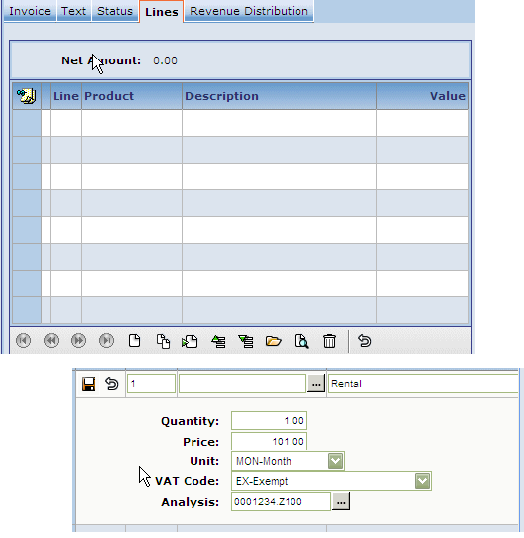 Invoice Text Status Lines Revenue Distribution
Net Amount: 0.00
Line Product Description Value
1 ... Rental
Quantity: 1.00
Price: 101.00
Unit: MON-Month
VAT Code: EX-Exempt
Analysis: 0001234.Z100 ...